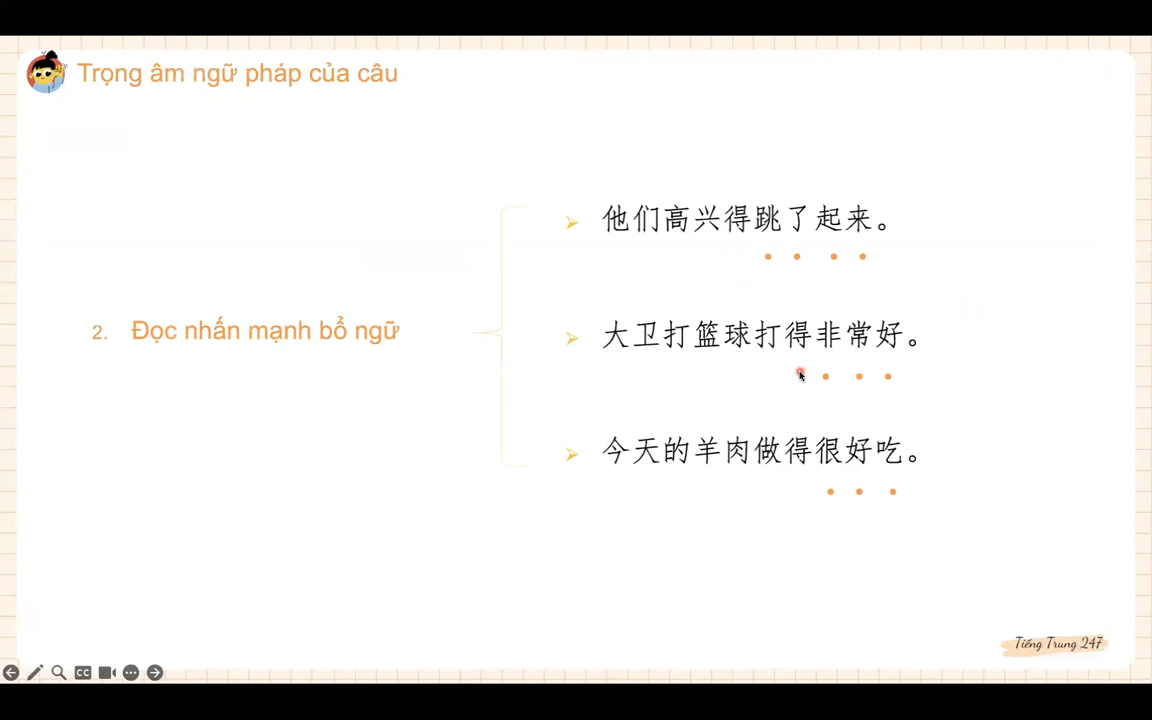 Trọng âm ngữ pháp của câu
他们高兴得跳了起来。
大卫打篮球打得非常好。
2. Đọc nhấn mạnh bổ ngữ
今天的羊肉做得很好吃。
Tiếng Trung 247
CC